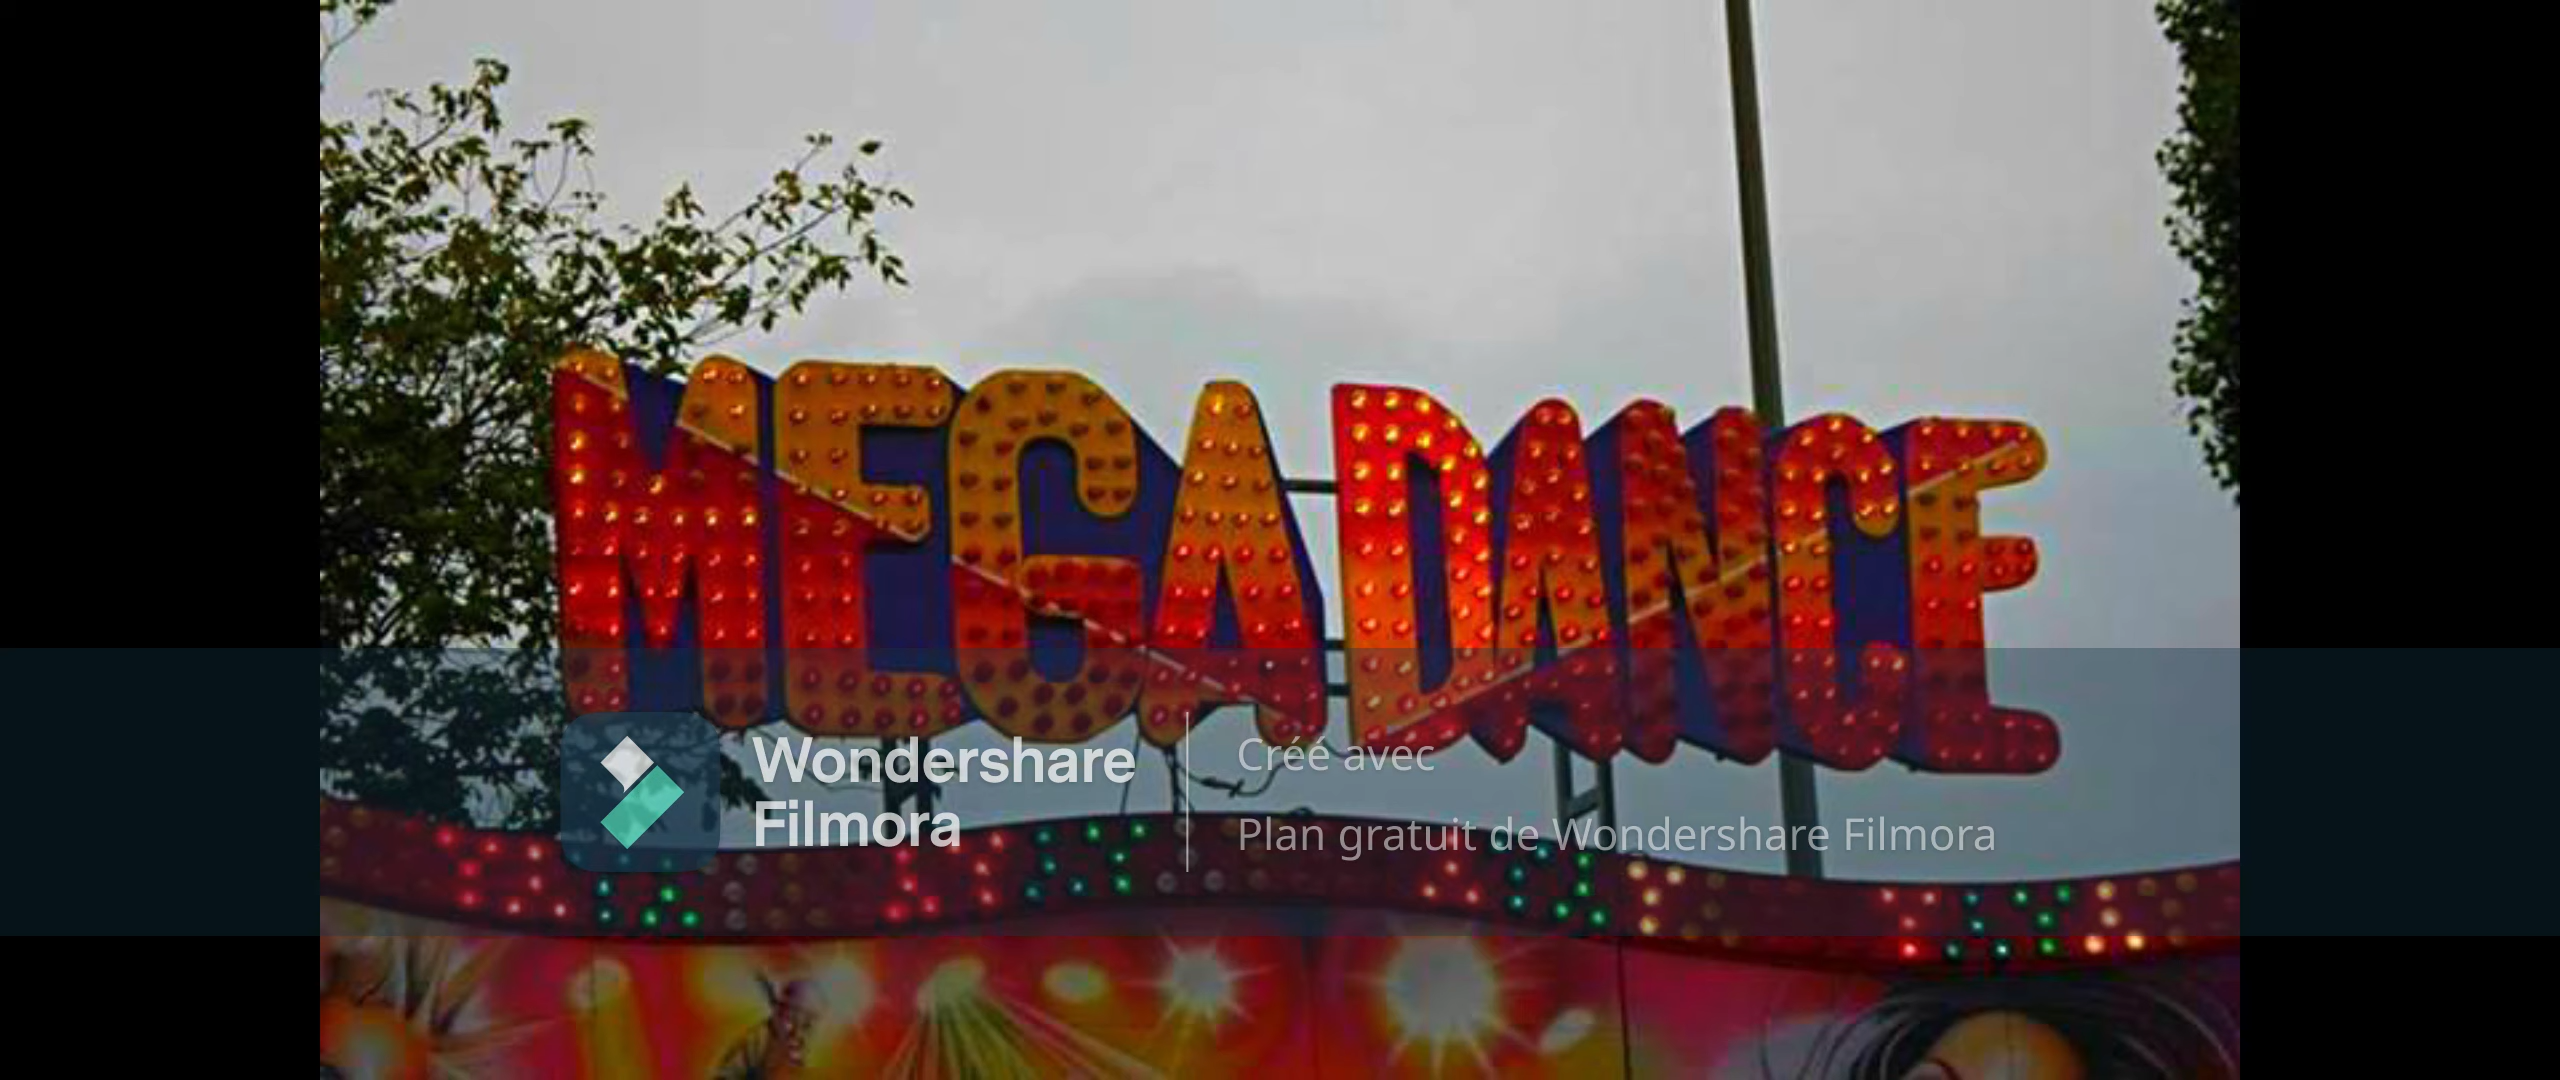 MEGA DANCE
Wondershare
Filmora
Créé avec
Plan gratuit de Wondershare Filmora